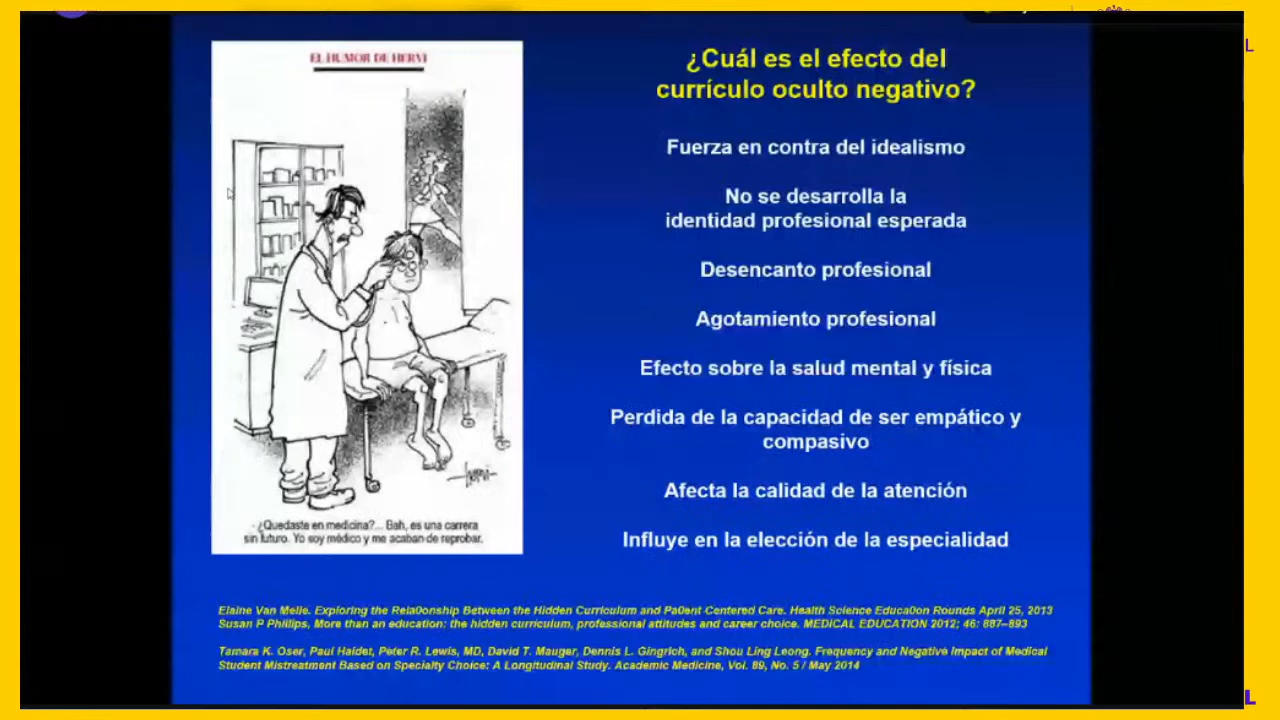 EL HUMOR DE HERVI
- ¿Quedaste en medicina?... Bah, es una carrera
sin futuro. Yo soy médico y me acaban de reprobar.
¿Cuál es el efecto del
currículo oculto negativo?
Fuerza en contra del idealismo
No se desarrolla la
identidad profesional esperada
Desencanto profesional
Agotamiento profesional
Efecto sobre la salud mental y física
Perdida de la capacidad de ser empático y
compasivo
Afecta la calidad de la atención
Influye en la elección de la especialidad
Elaine Van Melle. Exploring the Rela0onship Between the Hidden Curriculum and Pa0ent Centered Care. Health Science Educa0on Rounds April 25, 2013
Susan P Phillips, More than an education: the hidden curriculum, professional attitudes and career choice. MEDICAL EDUCATION 2012; 46: 887–893
Tamara K. Oser, Paul Haidet, Peter R. Lewis, MD, David T. Mauger, Dennis L. Gingrich, and Shou Ling Leong. Frequency and Negative Impact of Medical
Student Mistreatment Based on Specialty Choice: A Longitudinal Study. Academic Medicine, Vol. 89, No. 5 / May 2014
L
L